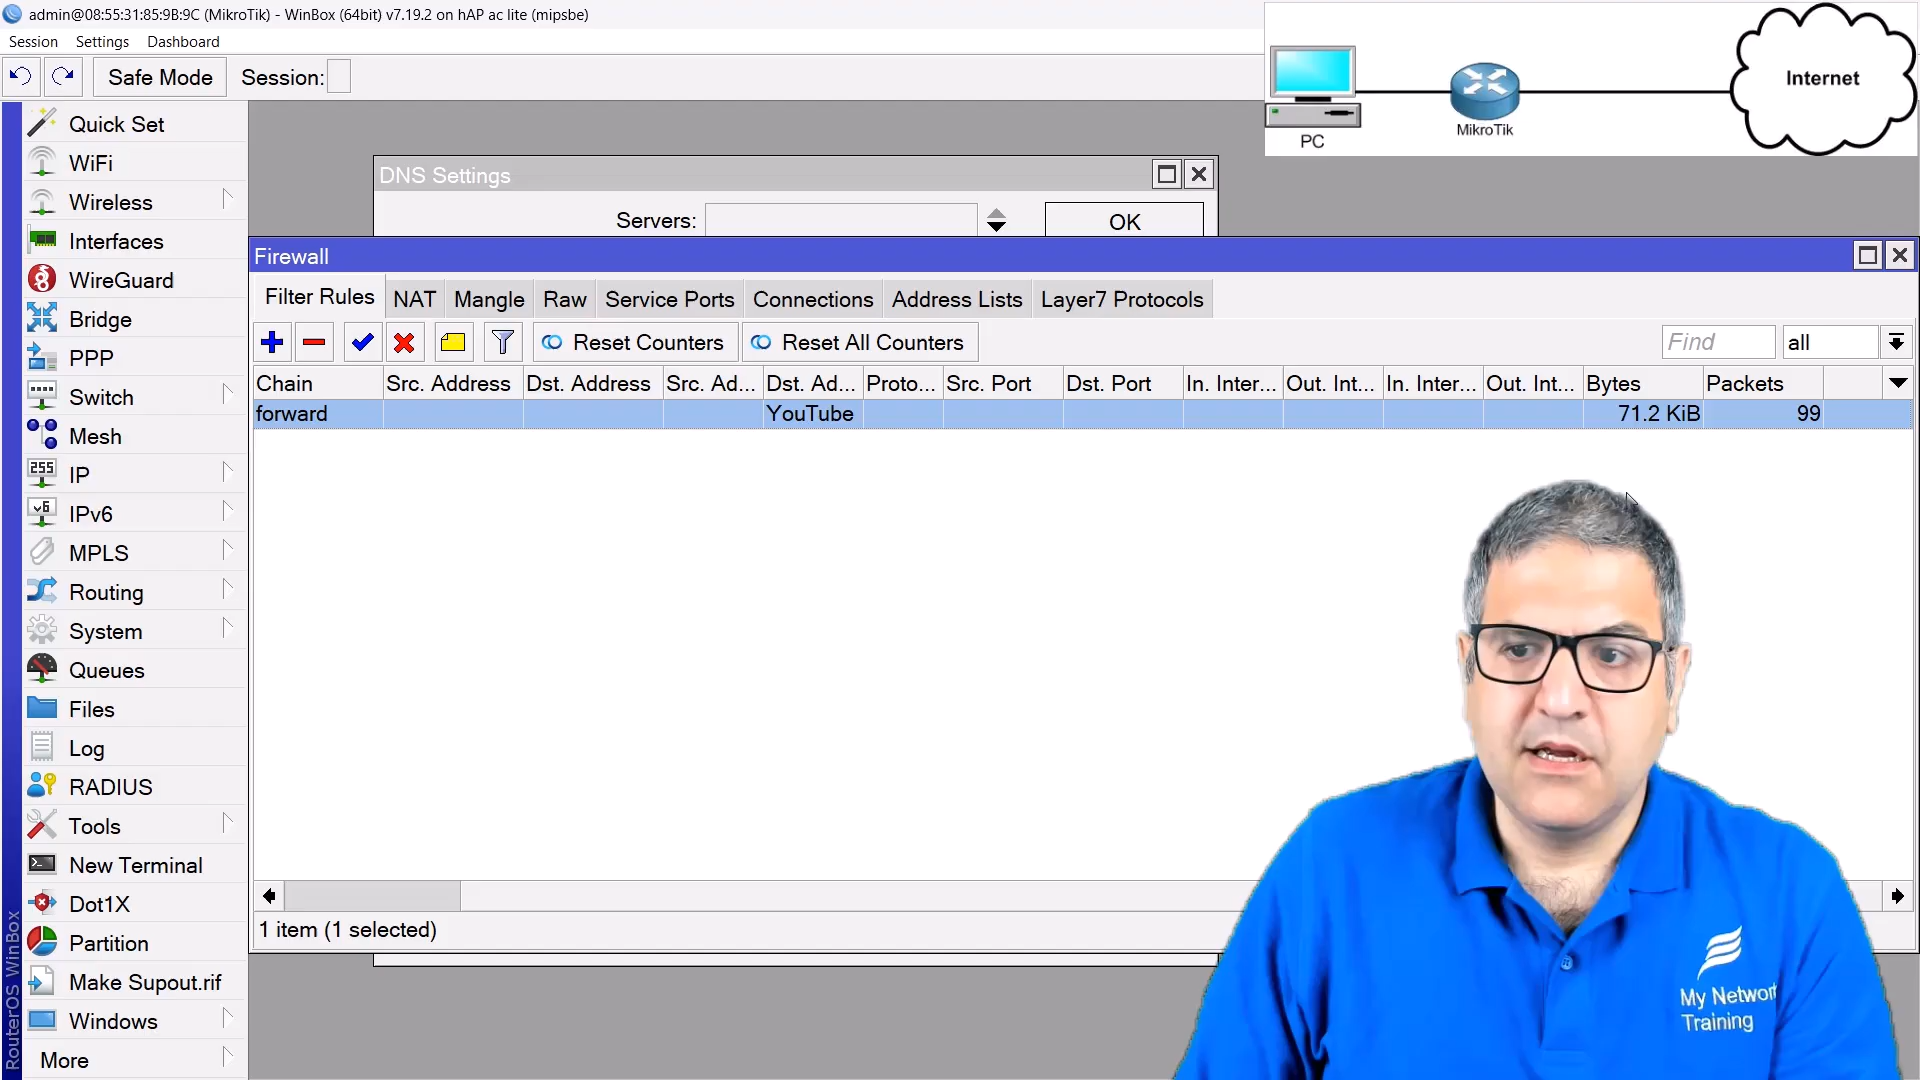 admin@08:55:31:85:9B:9C (MikroTik) - WinBox (64bit) v7.19.2 on hAP ac lite (mipsbe)
Session Settings Dashboard
Safe Mode Session:
PC
MikroTik
Internet
Quick Set
WiFi
Wireless
Interfaces
WireGuard
Bridge
PPP
Switch
Mesh
255 IP
v6 IPv6
MPLS
Routing
System
Queues
Files
Log
RADIUS
Tools
New Terminal
Dot1X
Partition
Make Supout.rif
Windows
More
RouterOS WinBox
DNS Settings
Servers: OK
Firewall
Filter Rules NAT Mangle Raw Service Ports Connections Address Lists Layer7 Protocols
Reset Counters Reset All Counters Find all
Chain Src. Address Dst. Address Src. Ad... Dst. Ad... Proto... Src. Port Dst. Port In. Inter... Out. Int... In. Inter... Out. Int... Bytes Packets
forward YouTube 71.2 KiB 99
1 item (1 selected)
My Network
Training